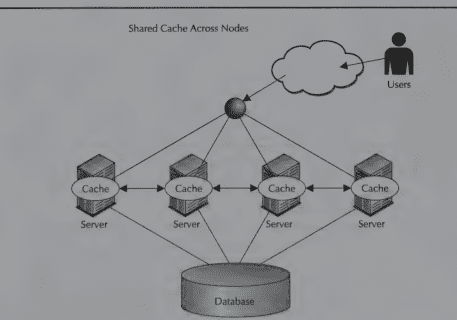 Shared Cache Across Nodes
Users
Cache
Cache
Cache
Cache
Server
Server
Server
Server
Database